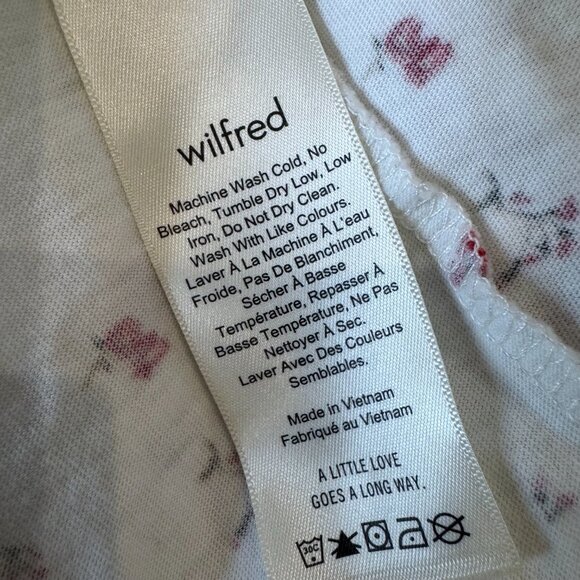 wilfred
Machine Wash Cold, No
Bleach, Tumble Dry Low, Low
Iron, Do Not Dry Clean.
Wash With Like Colours.
Laver À La Machine À L'eau
Froide, Pas De Blanchiment,
Sécher À Basse
Température, Repasser À
Basse Température, Ne Pas
Nettoyer À Sec.
Laver Avec Des Couleurs
Semblables.
Made in Vietnam
Fabriqué au Vietnam
A LITTLE LOVE
GOES A LONG WAY.
30C